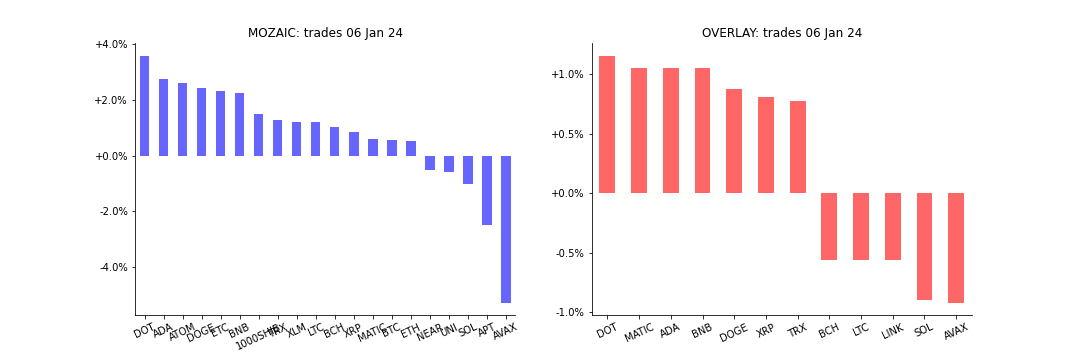 MOZAIC: trades 06 Jan 24
+4.0%
+2.0%
+0.0%
-2.0%
-4.0%
DOT
ADA
ATOM
DOGE
ETC
BNB
1000SHIB
TRX
XLM
LTC
BCH
XRP
MATIC
BTC
ETH
NEAR
UNI
SOL
APT
AVAX
OVERLAY: trades 06 Jan 24
+1.0%
+0.5%
+0.0%
-0.5%
-1.0%
DOT
MATIC
ADA
BNB
DOGE
XRP
TRX
BCH
LTC
LINK
SOL
AVAX